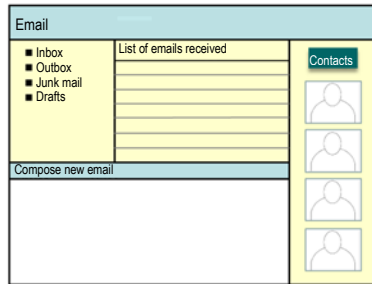 Email
Inbox
Outbox
Junk mail
Drafts
List of emails received
Contacts
Compose new email